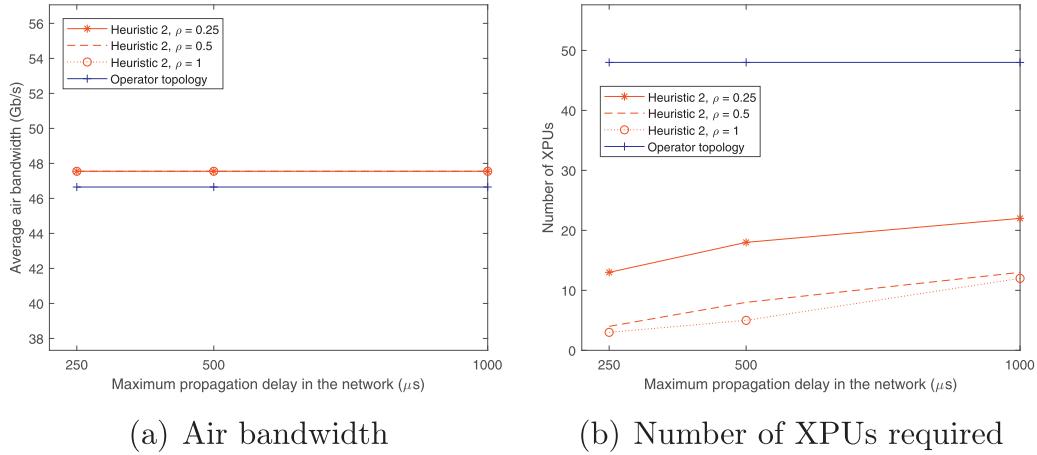 56
54
52
50
48
46
44
42
40
38
Average air bandwidth (Gb/s)
Heuristic 2, ρ = 0.25
Heuristic 2, ρ = 0.5
Heuristic 2, ρ = 1
Operator topology
250
500
1000
Maximum propagation delay in the network (μs)
(a) Air bandwidth
50
40
30
20
10
0
Number of XPUs
Heuristic 2, ρ = 0.25
Heuristic 2, ρ = 0.5
Heuristic 2, ρ = 1
Operator topology
250
500
1000
Maximum propagation delay in the network (μs)
(b) Number of XPUs required